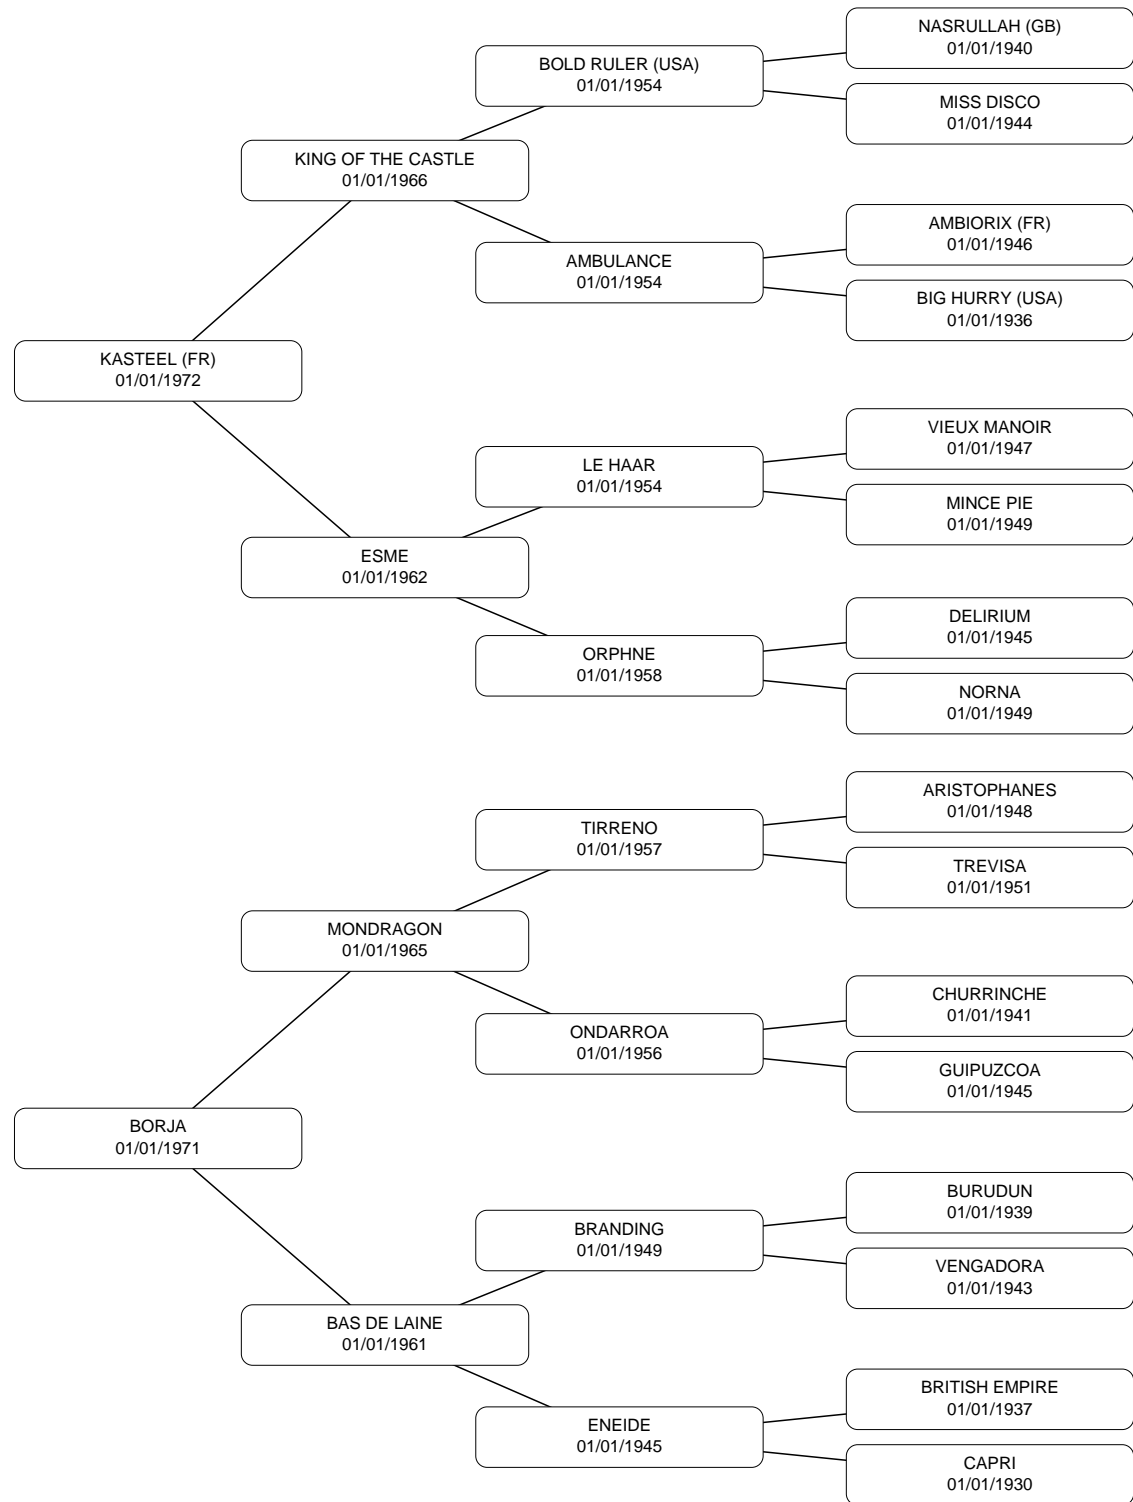 NASRULLAH (GB)
01/01/1940
BOLD RULER (USA)
01/01/1954
MISS DISCO
01/01/1944
KING OF THE CASTLE
01/01/1966
AMBIORIX (FR)
01/01/1946
AMBULANCE
01/01/1954
BIG HURRY (USA)
01/01/1936
KASTEEL (FR)
01/01/1972
VIEUX MANOIR
01/01/1947
LE HAAR
01/01/1954
MINCE PIE
01/01/1949
ESME
01/01/1962
DELIRIUM
01/01/1945
ORPHNE
01/01/1958
NORNA
01/01/1949
ARISTOPHANES
01/01/1948
TIRRENO
01/01/1957
TREVISA
01/01/1951
MONDRAGON
01/01/1965
CHURRINCHE
01/01/1941
ONDARROA
01/01/1956
GUIPUZCOA
01/01/1945
BORJA
01/01/1971
BURUDUN
01/01/1939
BRANDING
01/01/1949
VENGADORA
01/01/1943
BAS DE LAINE
01/01/1961
BRITISH EMPIRE
01/01/1937
ENEIDE
01/01/1945
CAPRI
01/01/1930